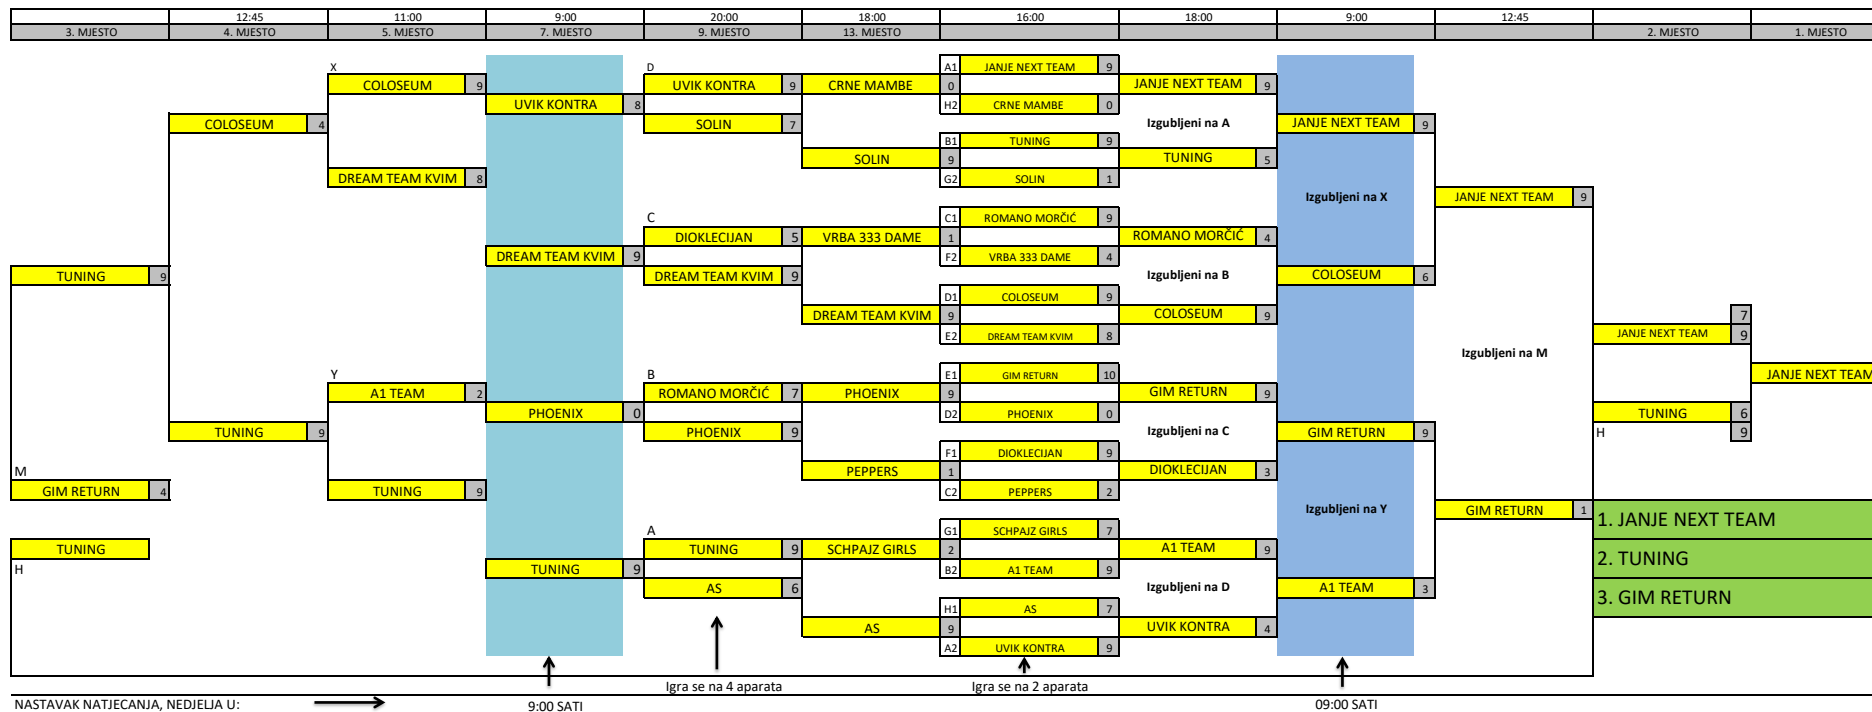 12:45 11:00 9:00 20:00 18:00 16:00 18:00 9:00 12:45
3. MJESTO 4. MJESTO 5. MJESTO 7. MJESTO 9. MJESTO 13. MJESTO 2. MJESTO 1. MJESTO
X D A1 JANJE NEXT TEAM 9
COLOSEUM 9 UVIK KONTRA 9 CRNE MAMBE 0 JANJE NEXT TEAM 9
UVIK KONTRA 8 H2 CRNE MAMBE 0
COLOSEUM 4 SOLIN 7 Izgubljeni na A JANJE NEXT TEAM 9
B1 TUNING 9
SOLIN 9 TUNING 5
DREAM TEAM KVIM 8 G2 SOLIN 1
Izgubljeni na X JANJE NEXT TEAM 9
C C1 ROMANO MORČIĆ 9
DIOKLECIJAN 5 VRBA 333 DAME 1 ROMANO MORČIĆ 4
DREAM TEAM KVIM 9 F2 VRBA 333 DAME 4
TUNING 9 DREAM TEAM KVIM 9 Izgubljeni na B COLOSEUM 6
D1 COLOSEUM 9
DREAM TEAM KVIM 9 COLOSEUM 9 7
E2 DREAM TEAM KVIM 8 JANJE NEXT TEAM 9
Izgubljeni na M
Y B E1 GIM RETURN 10 JANJE NEXT TEAM
A1 TEAM 2 ROMANO MORČIĆ 7 PHOENIX 9 GIM RETURN 9
PHOENIX 0 D2 PHOENIX 0 TUNING 6
TUNING 9 PHOENIX 9 Izgubljeni na C GIM RETURN 9 H 9
F1 DIOKLECIJAN 9
M PEPPERS 1 DIOKLECIJAN 3
GIM RETURN 4 TUNING 9 C2 PEPPERS 2
Izgubljeni na Y GIM RETURN 1
1. JANJE NEXT TEAM
A G1 SCHPAJZ GIRLS 7
TUNING TUNING 9 SCHPAJZ GIRLS 2 A1 TEAM 9
2. TUNING
H TUNING 9 B2 A1 TEAM 9
AS 6 Izgubljeni na D A1 TEAM 3
3. GIM RETURN
H1 AS 7
AS 9 UVIK KONTRA 4
A2 UVIK KONTRA 9
Igra se na 4 aparata Igra se na 2 aparata
NASTAVAK NATJECANJA, NEDJELJA U: 9:00 SATI 09:00 SATI